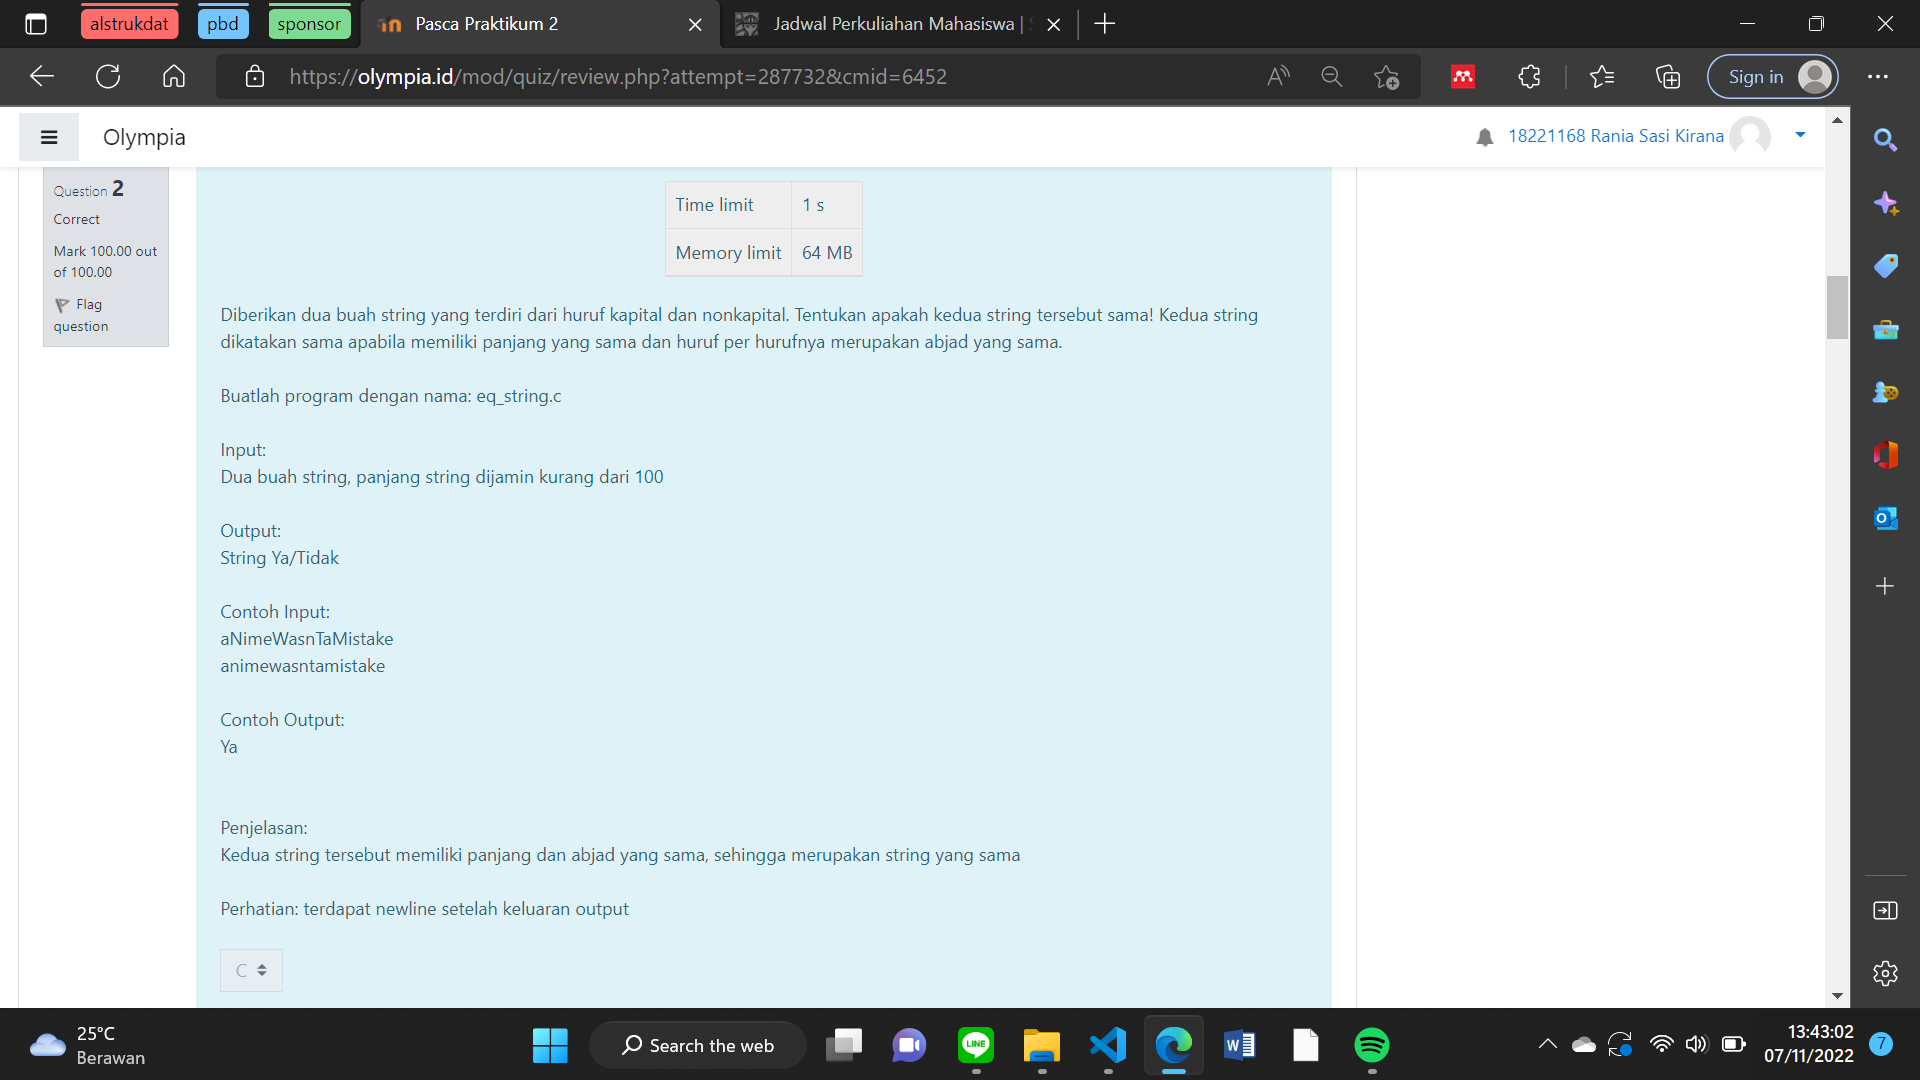 alstrukdat
pbd
sponsor
Pasca Praktikum 2
Jadwal Perkuliahan Mahasiswa |
https://olympia.id/mod/quiz/review.php?attempt=287732&cmid=6452
Sign in
Olympia
18221168 Rania Sasi Kirana
Question 2
Correct
Mark 100.00 out
of 100.00
Flag
question
Time limit 1 s
Memory limit 64 MB
Diberikan dua buah string yang terdiri dari huruf kapital dan nonkapital. Tentukan apakah kedua string tersebut sama! Kedua string
dikatakan sama apabila memiliki panjang yang sama dan huruf per hurufnya merupakan abjad yang sama.
Buatlah program dengan nama: eq_string.c
Input:
Dua buah string, panjang string dijamin kurang dari 100
Output:
String Ya/Tidak
Contoh Input:
aNimeWasnTaMistake
animewasntamistake
Contoh Output:
Ya
Penjelasan:
Kedua string tersebut memiliki panjang dan abjad yang sama, sehingga merupakan string yang sama
Perhatian: terdapat newline setelah keluaran output
C
25°C
Berawan
Search the web
LINE
13:43:02
07/11/2022
7